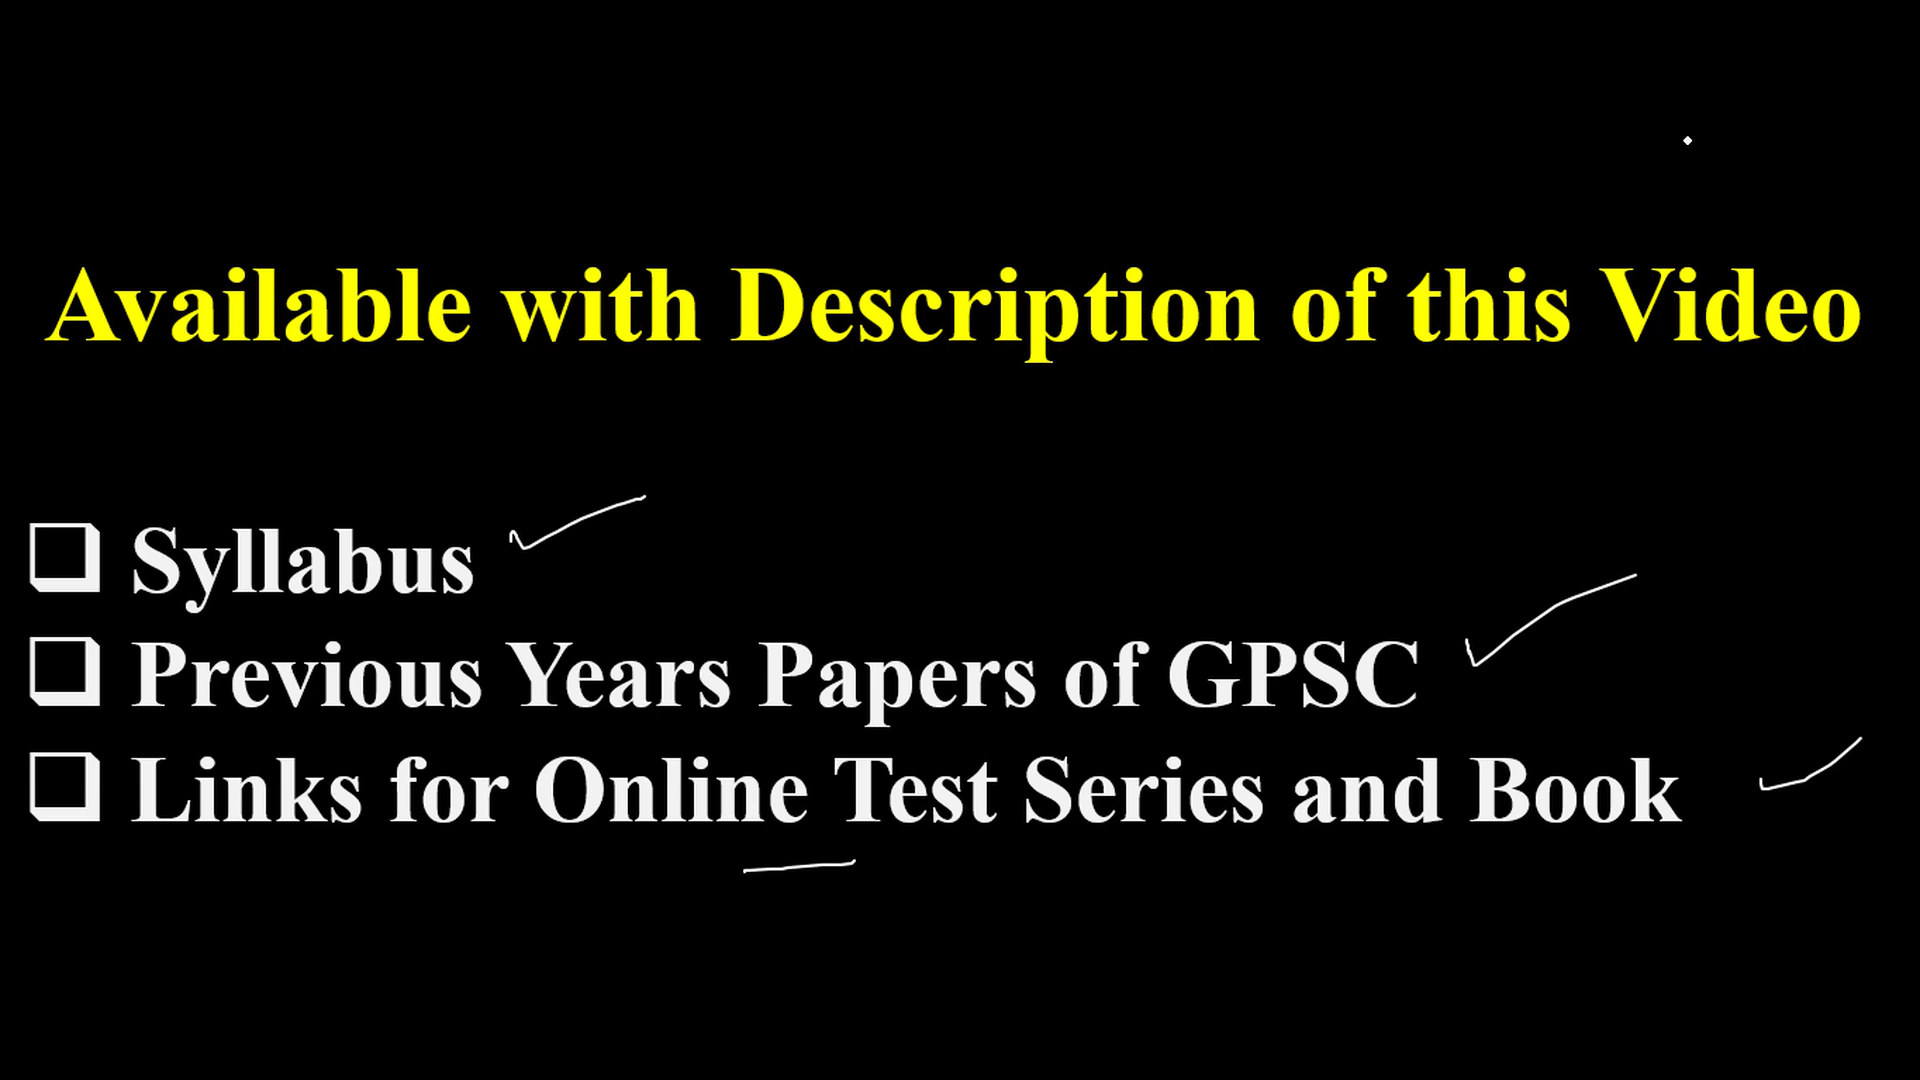 Available with Description of this Video
Syllabus
Previous Years Papers of GPSC
Links for Online Test Series and Book